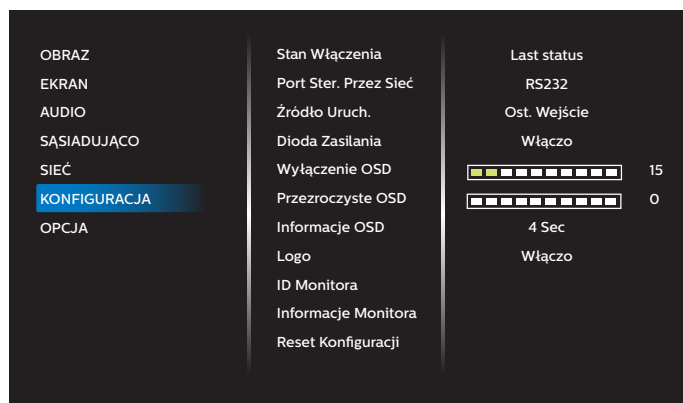 OBRAZ
EKRAN
AUDIO
SĄSIADUJĄCO
SIEĆ
KONFIGURACJA
OPCJA
Stan Włączenia Last status
Port Ster. Przez Sieć RS232
Źródło Uruch. Ost. Wejście
Dioda Zasilania Włączo
Wyłączenie OSD 15
Przezroczyste OSD 0
Informacje OSD 4 Sec
Logo Włączo
ID Monitora
Informacje Monitora
Reset Konfiguracji